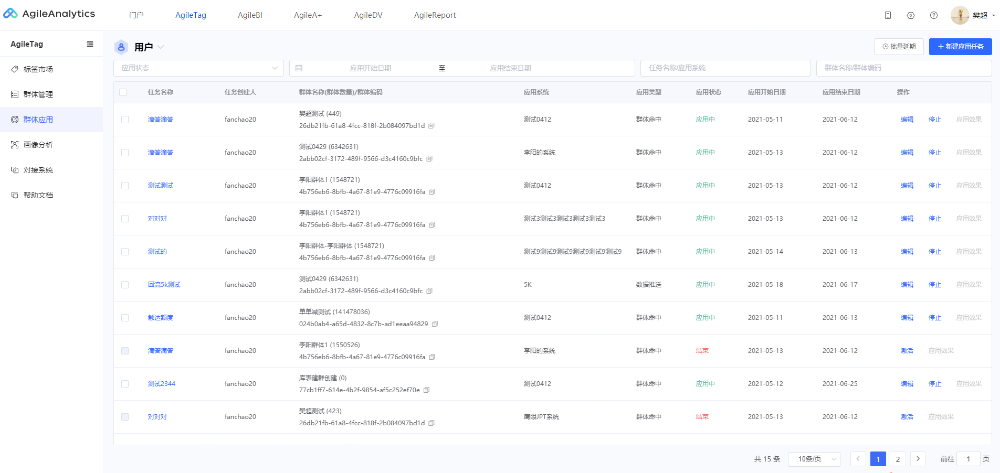 AgileAnalytics 门户 AgileTag AgileBI AgileA+ AgileDV AgileReport 樊超
AgileTag
标签市场
群体管理
群体应用
画像分析
对接系统
帮助文档
用户 批量延期 + 新建应用任务
应用状态 应用开始日期 至 应用结束日期 任务名称/应用系统 群体名称/群体编码
任务名称 任务创建人 群体名称(群体数量)/群体编码 应用系统 应用类型 应用状态 应用开始日期 应用结束日期 操作
滴答滴答 fanchao20 樊超测试 (449) 测试0412 群体命中 应用中 2021-05-11 2021-06-12 编辑 停止 应用效果
26db21fb-61a8-4fcc-818f-2b084097bd1d
滴答滴答 fanchao20 测试0429 (6342631) 李阳的系统 群体命中 应用中 2021-05-13 2021-06-12 编辑 停止 应用效果
2abb02cf-3172-489f-9566-d3c4160c9bfc
测试测试 fanchao20 李阳群体1 (1548721) 测试0412 群体命中 应用中 2021-05-13 2021-06-12 编辑 停止 应用效果
4b756eb6-8bfb-4a67-81e9-4776c09916fa
对对对 fanchao20 李阳群体1 (1548721) 测试3测试3测试3测试3测试3 群体命中 应用中 2021-05-13 2021-06-12 编辑 停止 应用效果
4b756eb6-8bfb-4a67-81e9-4776c09916fa
测试的 fanchao20 李阳群体-李阳群体 (1548721) 测试9测试9测试9测试9测试9测试9 群体命中 应用中 2021-05-14 2021-06-13 编辑 停止 应用效果
4b756eb6-8bfb-4a67-81e9-4776c09916fa
回流5k测试 fanchao20 测试0429 (6342631) 5K 数据推送 应用中 2021-05-18 2021-06-17 编辑 停止 应用效果
2abb02cf-3172-489f-9566-d3c4160c9bfc
触达额度 fanchao20 单单减测试 (141478036) 测试0412 群体命中 应用中 2021-05-11 2021-06-13 编辑 停止 应用效果
024b0ab4-a65d-4832-8c7b-ad1eeaa94829
滴答滴答 fanchao20 李阳群体1 (1550526) 李阳的系统 群体命中 结束 2021-05-13 2021-06-12 激活 应用效果
4b756eb6-8bfb-4a67-81e9-4776c09916fa
测试2344 fanchao20 库表建群创建 (0) 测试0412 群体命中 应用中 2021-05-12 2021-06-25 编辑 停止 应用效果
77cb1ff7-614e-4b2f-9854-af5c252ef70e
对对对 fanchao20 樊超测试 (423) 鹰眼JPT系统 群体命中 结束 2021-05-13 2021-06-12 激活 应用效果
26db21fb-61a8-4fcc-818f-2b084097bd1d
共 15 条 10条/页 1 2 前往 1 页